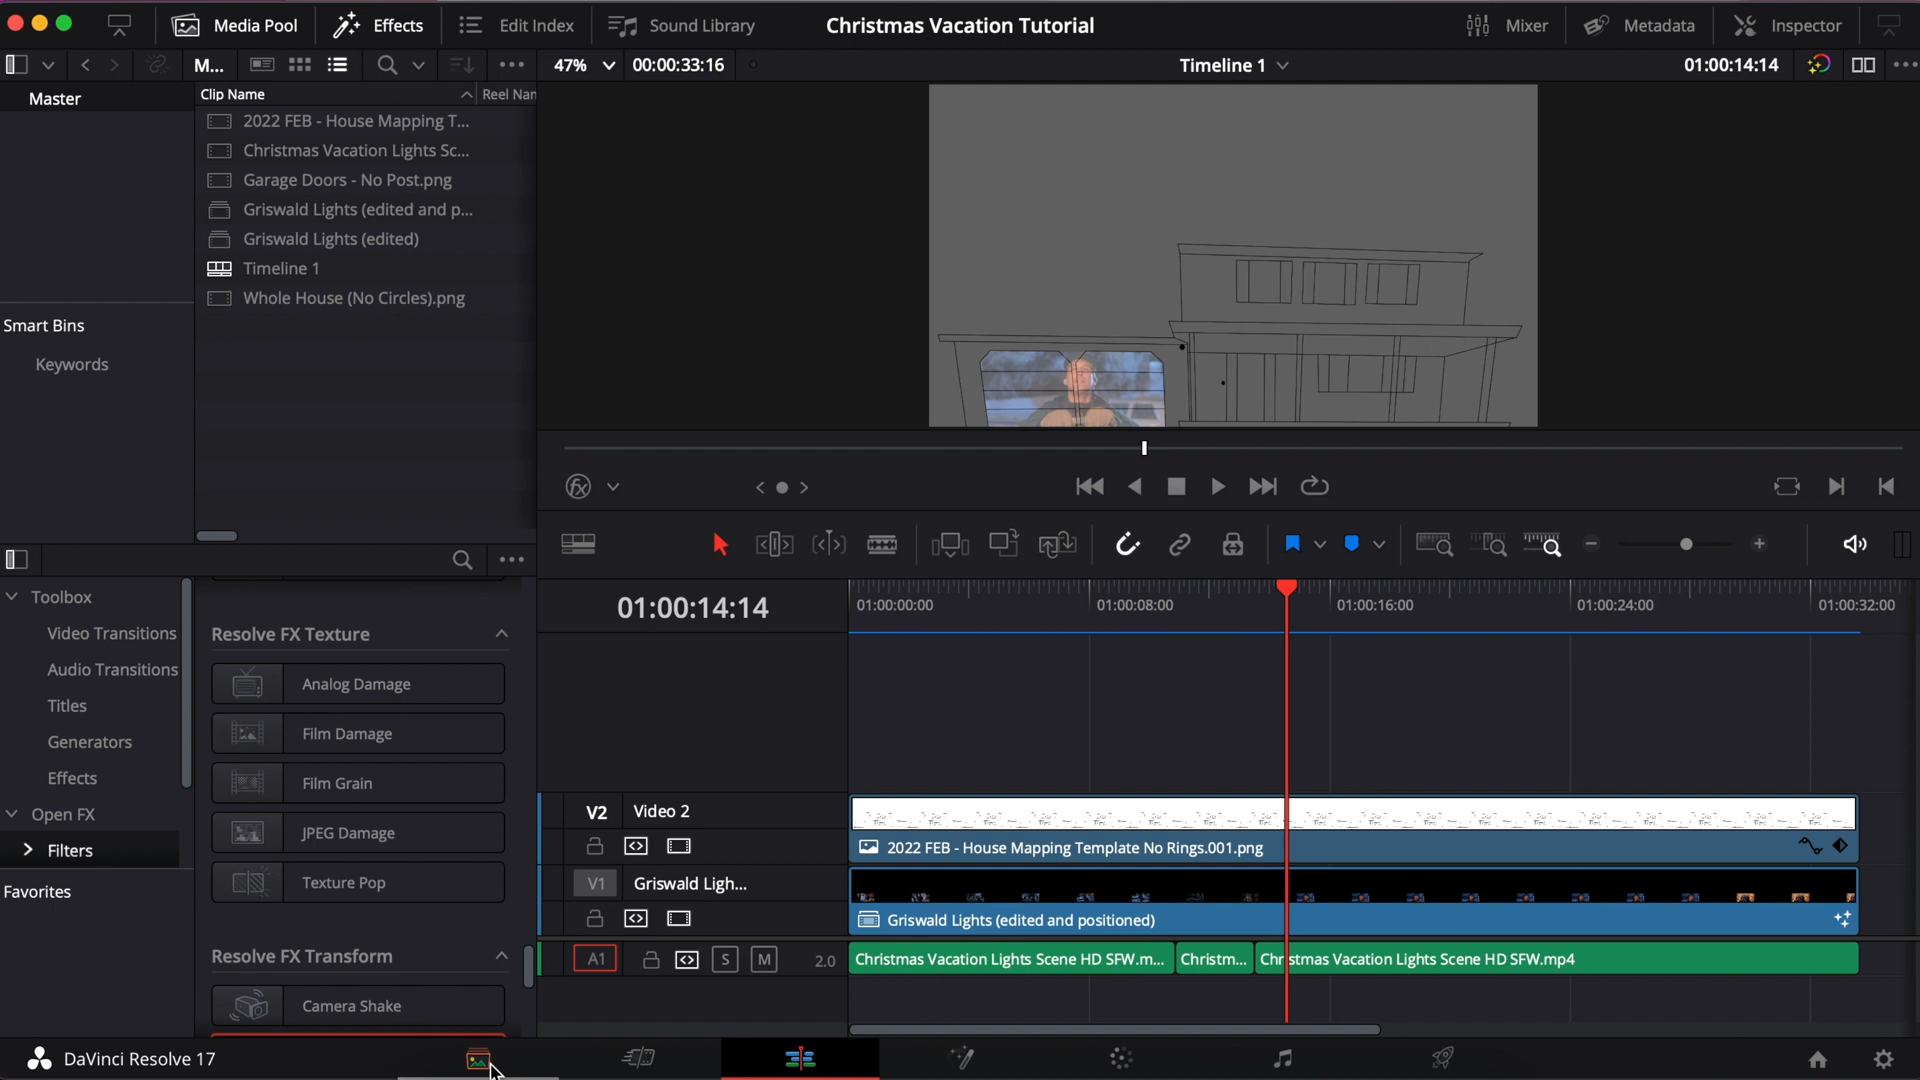 Media Pool
Effects
Edit Index
Sound Library
Christmas Vacation Tutorial
Mixer
Metadata
Inspector
M...
47%
00:00:33:16
Timeline 1
01:00:14:14
Master
Clip Name
Reel Nan
2022 FEB - House Mapping T...
Christmas Vacation Lights Sc...
Garage Doors - No Post.png
Griswald Lights (edited and p...
Griswald Lights (edited)
Timeline 1
Whole House (No Circles).png
Smart Bins
Keywords
Toolbox
Video Transitions
Audio Transitions
Titles
Generators
Effects
Open FX
Filters
Favorites
Resolve FX Texture
Analog Damage
Film Damage
Film Grain
JPEG Damage
Texture Pop
Resolve FX Transform
Camera Shake
fx
01:00:14:14
01:00:00:00
01:00:08:00
01:00:16:00
01:00:24:00
01:00:32:00
V2
Video 2
2022 FEB - House Mapping Template No Rings.001.png
V1
Griswald Ligh...
Griswald Lights (edited and positioned)
A1
S
M
2.0
Christmas Vacation Lights Scene HD SFW.m...
Christm...
Christmas Vacation Lights Scene HD SFW.mp4
DaVinci Resolve 17